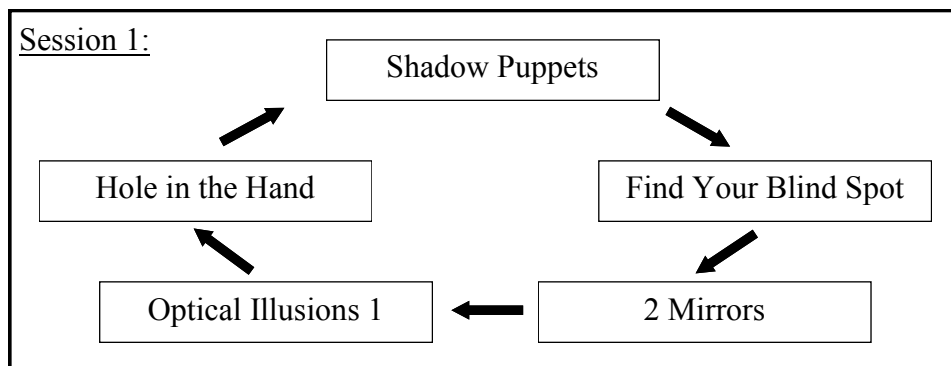 Session 1:
Shadow Puppets
Hole in the Hand
Find Your Blind Spot
Optical Illusions 1
2 Mirrors